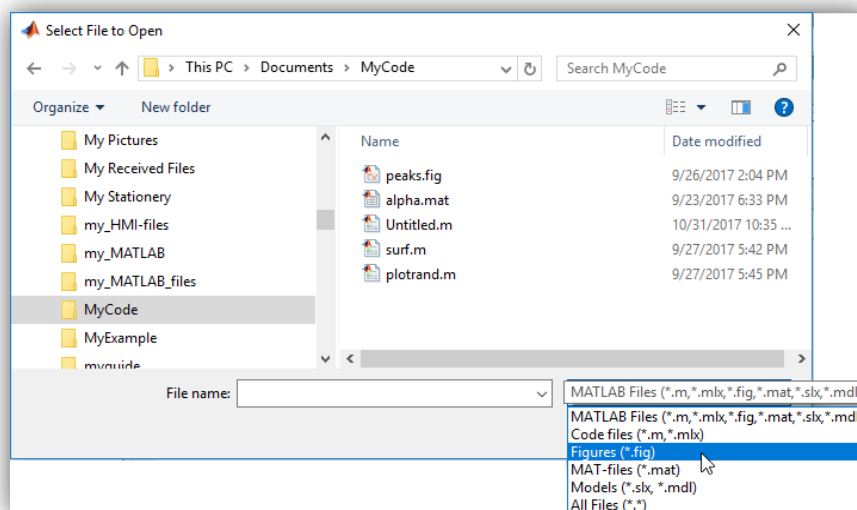 Select File to Open
This PC > Documents > MyCode
Search MyCode
Organize
New folder
My Pictures
My Received Files
My Stationery
my_HMI-files
my_MATLAB
my_MATLAB_files
MyCode
MyExample
myguide
Name
Date modified
peaks.fig
9/26/2017 2:04 PM
alpha.mat
9/23/2017 6:33 PM
Untitled.m
10/31/2017 10:35 ...
surf.m
9/27/2017 5:42 PM
plotrand.m
9/27/2017 5:45 PM
File name:
MATLAB Files (*.m,*.mlx,*.fig,*.mat,*.slx,*.mdl
MATLAB Files (*.m,*.mlx,*.fig,*.mat,*.slx,*.mdl
Code files (*.m,*.mlx)
Figures (*.fig)
MAT-files (*.mat)
Models (*.slx, *.mdl)
All Files (*.*)